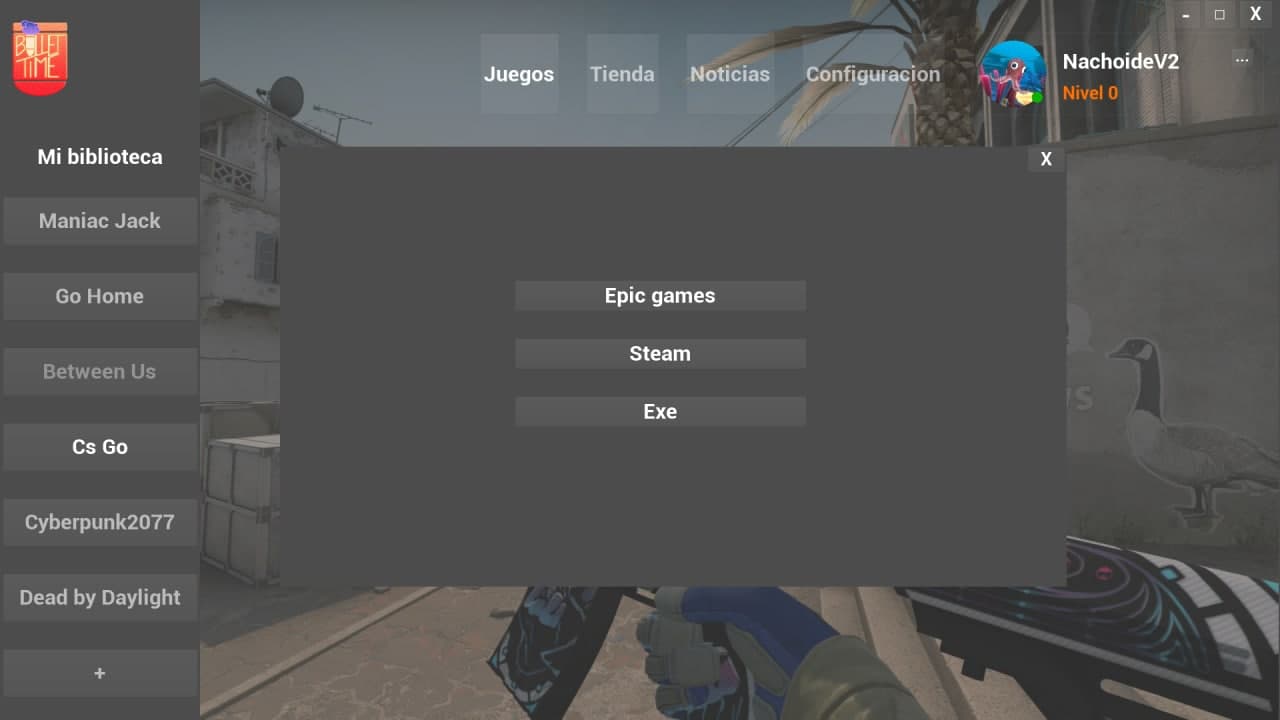 BULLET
TIME
Juegos
Tienda
Noticias
Configuracion
NachoideV2
...
Nivel 0
- □ X
Mi biblioteca
Maniac Jack
Go Home
Between Us
Cs Go
Cyberpunk2077
Dead by Daylight
+
X
Epic games
Steam
Exe